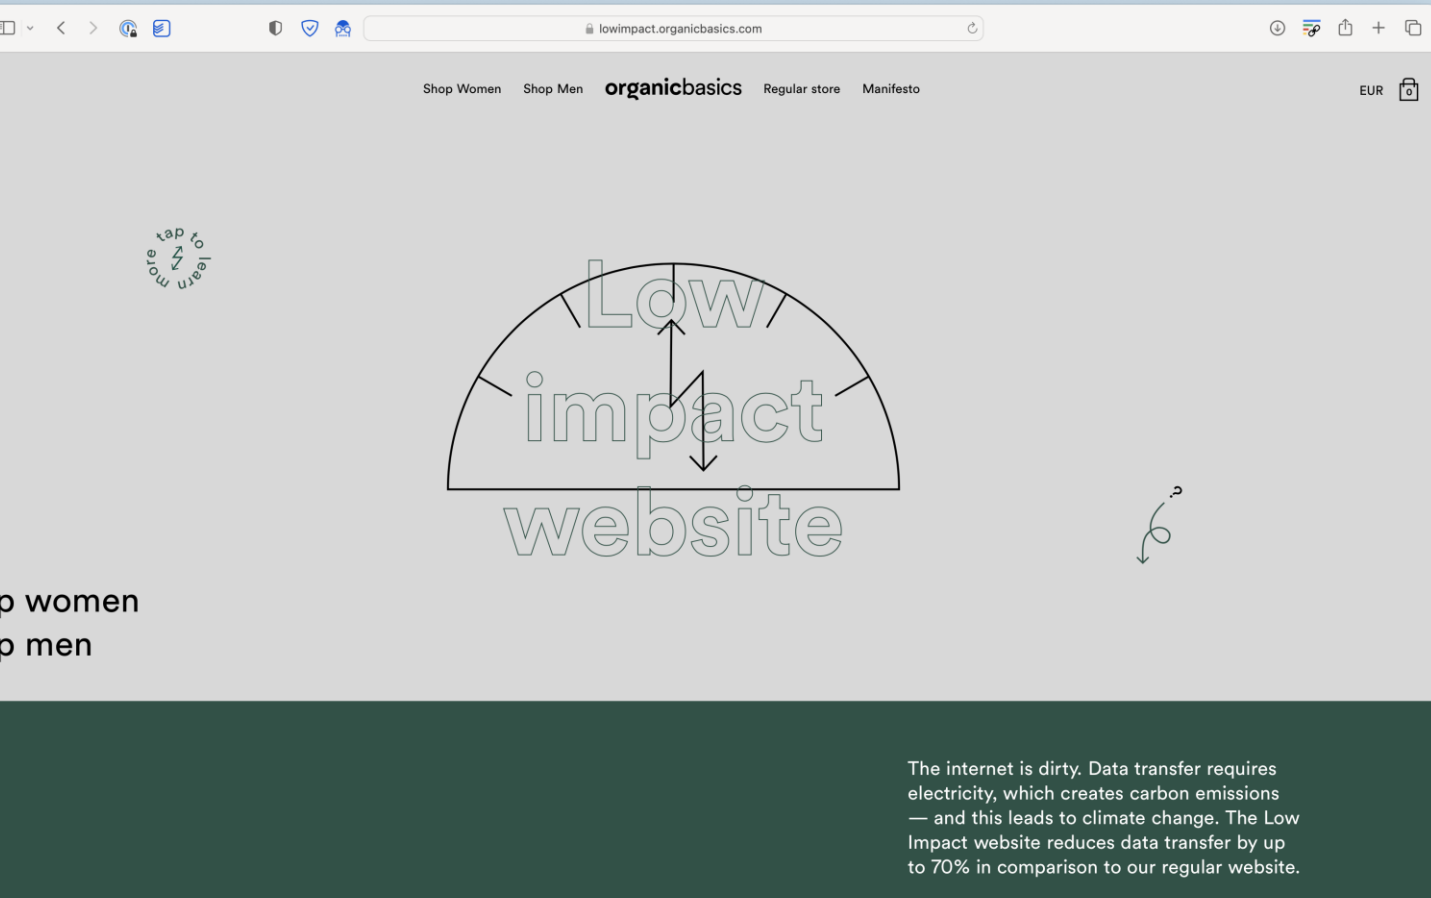 lowimpact.organicbasics.com
Shop Women
Shop Men
organicbasics
Regular store
Manifesto
EUR
0
tap to learn more
Low
impact
website
?
p women
p men
The internet is dirty. Data transfer requires
electricity, which creates carbon emissions
— and this leads to climate change. The Low
Impact website reduces data transfer by up
to 70% in comparison to our regular website.